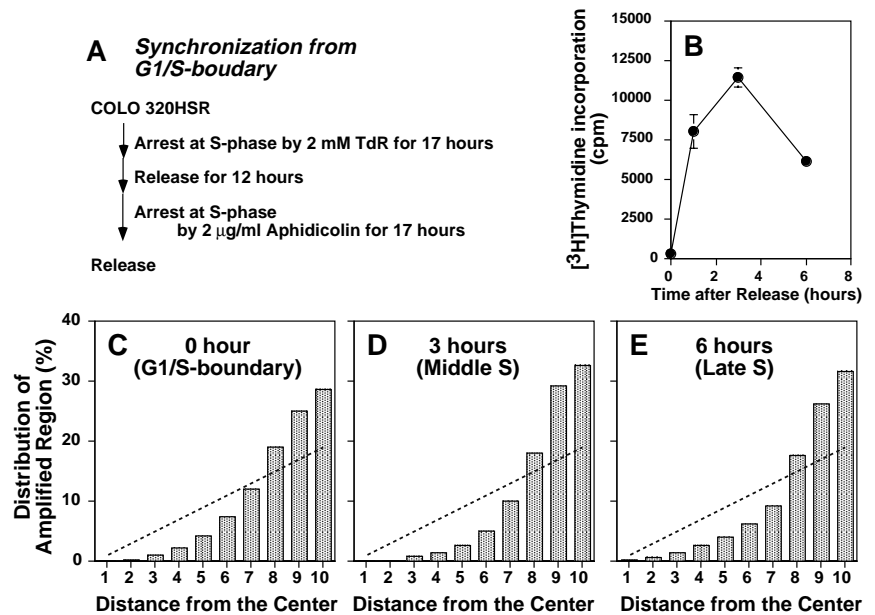 A Synchronization from
G1/S-boudary
COLO 320HSR
Arrest at S-phase by 2 mM TdR for 17 hours
Release for 12 hours
Arrest at S-phase
by 2 μg/ml Aphidicolin for 17 hours
Release
B
[³H]Thymidine incorporation
(cpm)
15000
12500
10000
7500
5000
2500
0
0 2 4 6 8
Time after Release (hours)
Distribution of
Amplified Region (%)
40
30
20
10
0
C 0 hour
(G1/S-boundary)
1 2 3 4 5 6 7 8 9 10
Distance from the Center
D 3 hours
(Middle S)
1 2 3 4 5 6 7 8 9 10
Distance from the Center
E 6 hours
(Late S)
1 2 3 4 5 6 7 8 9 10
Distance from the Center